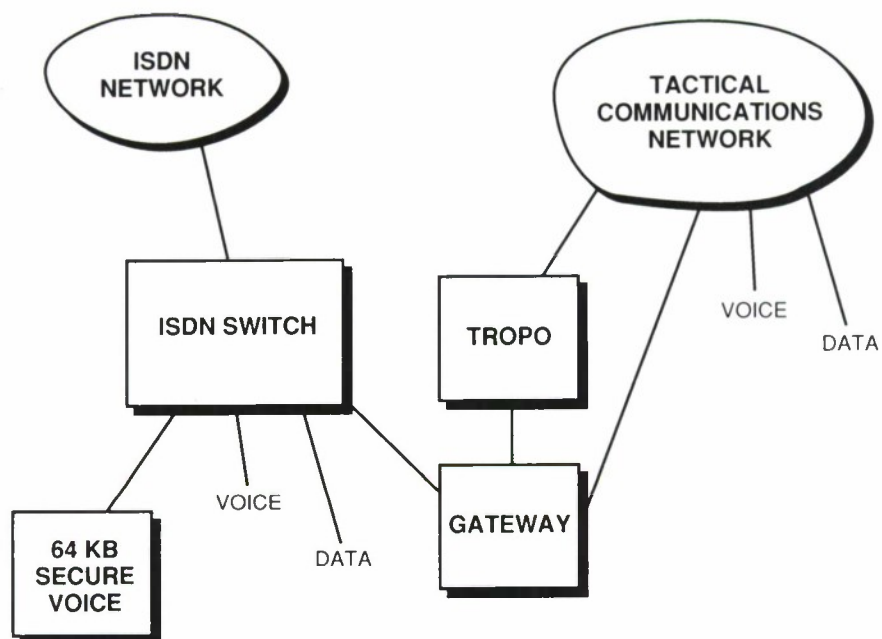 ISDN
NETWORK
TACTICAL
COMMUNICATIONS
NETWORK
ISDN SWITCH
TROPO
VOICE
DATA
VOICE
DATA
GATEWAY
64 KB
SECURE
VOICE